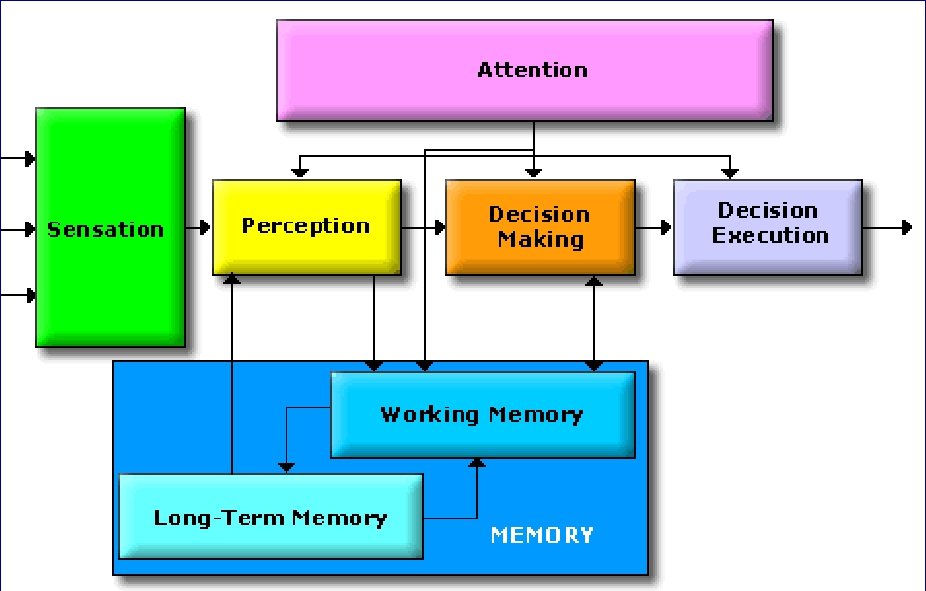 Attention
Sensation
Perception
Decision
Making
Decision
Execution
Working Memory
Long-Term Memory
MEMORY